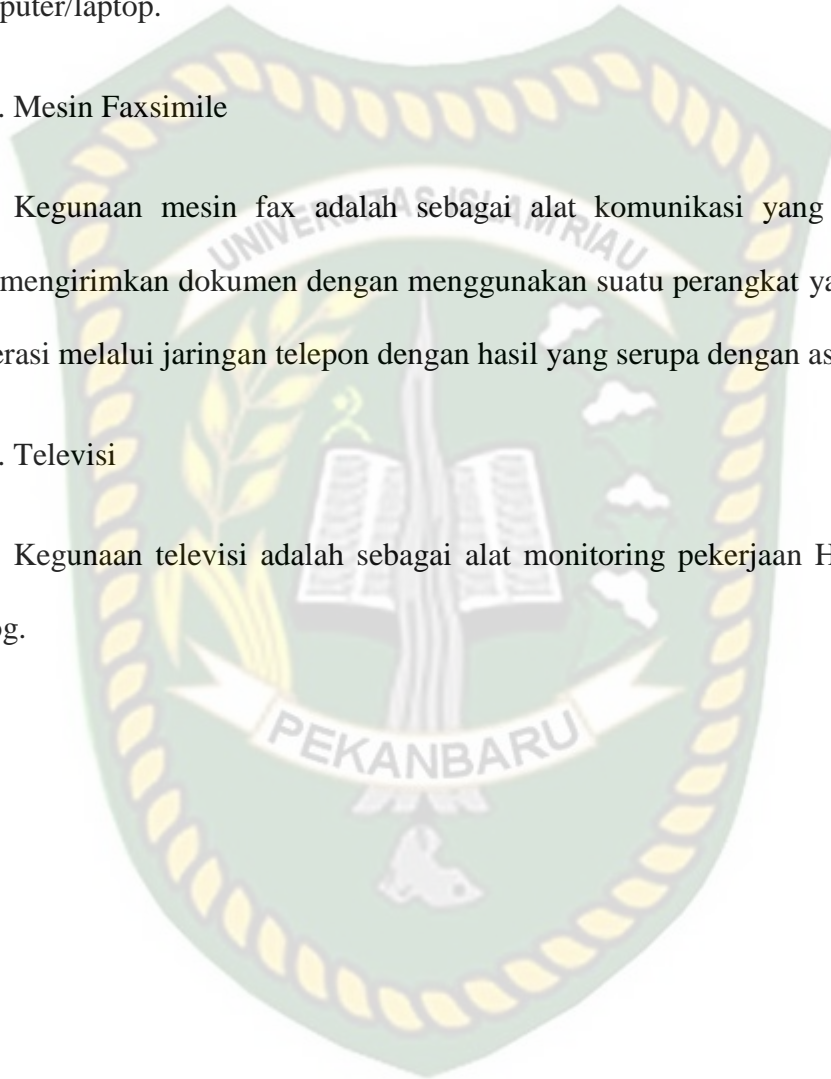 puter/laptop.
. Mesin Faxsimile
Kegunaan mesin fax adalah sebagai alat komunikasi yang
mengirimkan dokumen dengan menggunakan suatu perangkat ya
erasi melalui jaringan telepon dengan hasil yang serupa dengan as
. Televisi
Kegunaan televisi adalah sebagai alat monitoring pekerjaan H
og.
UNIVERSITAS ISLAM RIAU
PEKANBARU